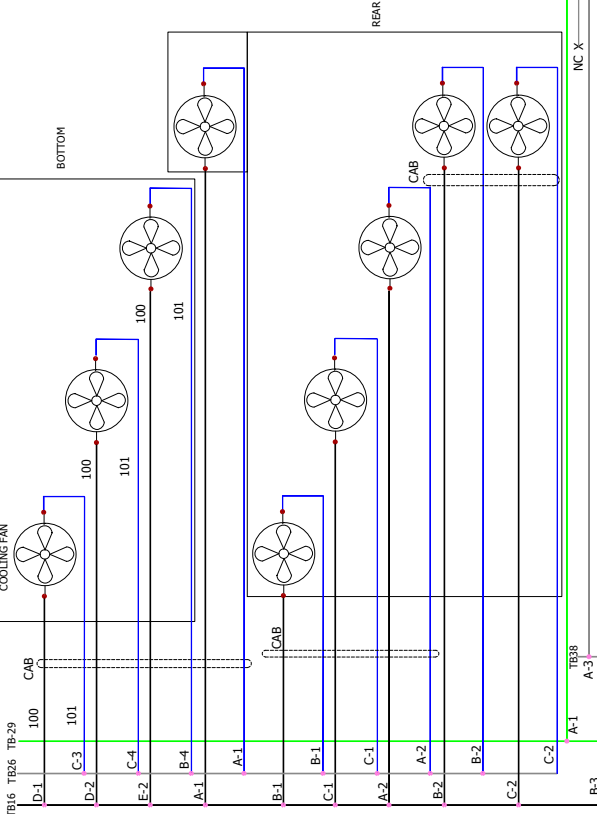 REAR
NC X
BOTTOM
CAB
100
101
100
101
COOLING FAN
CAB
CAB
100
101
TB38
A-3
TB-29
A-1
TB26
C-3
C-4
B-4
A-1
B-1
C-1
A-2
B-2
C-2
TB16
D-1
D-2
E-2
A-1
B-1
C-1
A-2
B-2
C-2
B-3